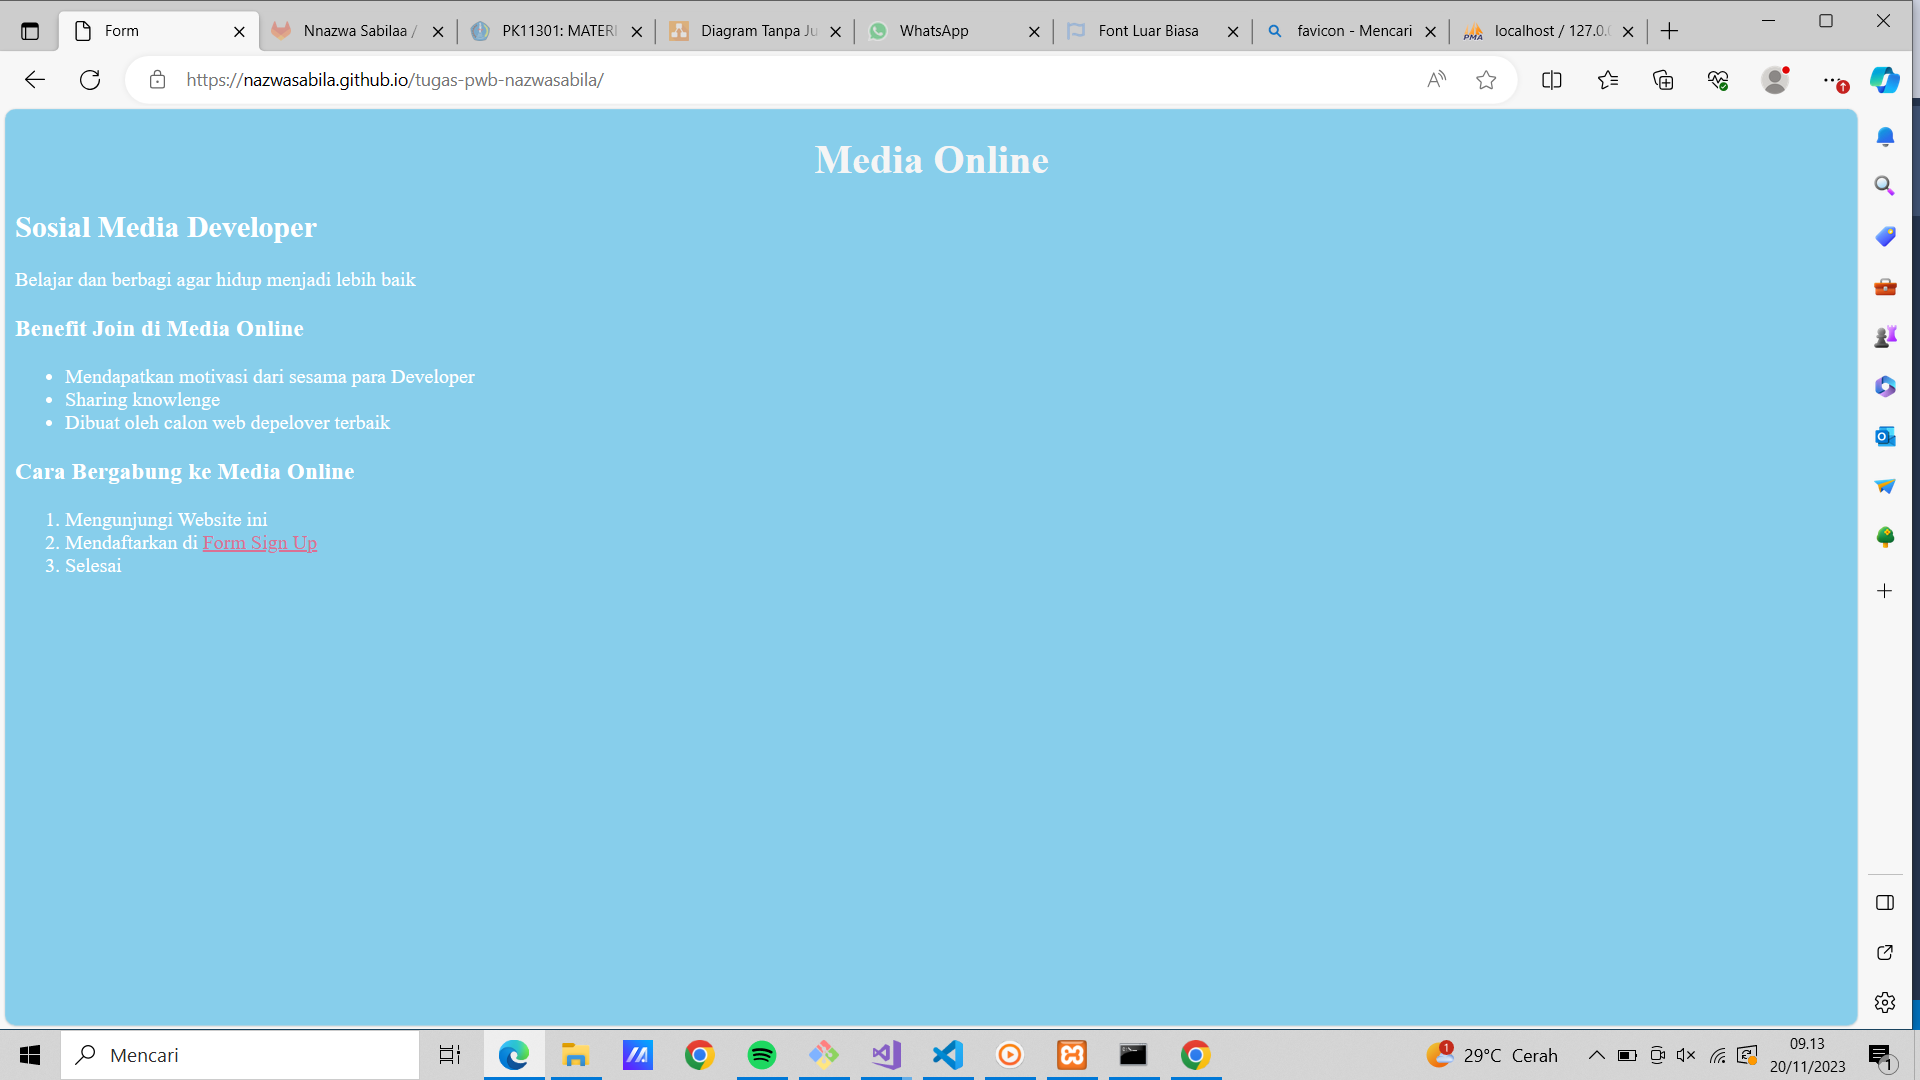 Form
Nnazwa Sabilaa /
PK11301: MATERI
Diagram Tanpa Ju
WhatsApp
Font Luar Biasa
favicon - Mencari
localhost / 127.0.0
https://nazwasabila.github.io/tugas-pwb-nazwasabila/
Media Online
Sosial Media Developer
Belajar dan berbagi agar hidup menjadi lebih baik
Benefit Join di Media Online
• Mendapatkan motivasi dari sesama para Developer
• Sharing knowlenge
• Dibuat oleh calon web depelover terbaik
Cara Bergabung ke Media Online
1. Mengunjungi Website ini
2. Mendaftarkan di Form Sign Up
3. Selesai
Mencari
1
29°C Cerah
09.13
20/11/2023
1